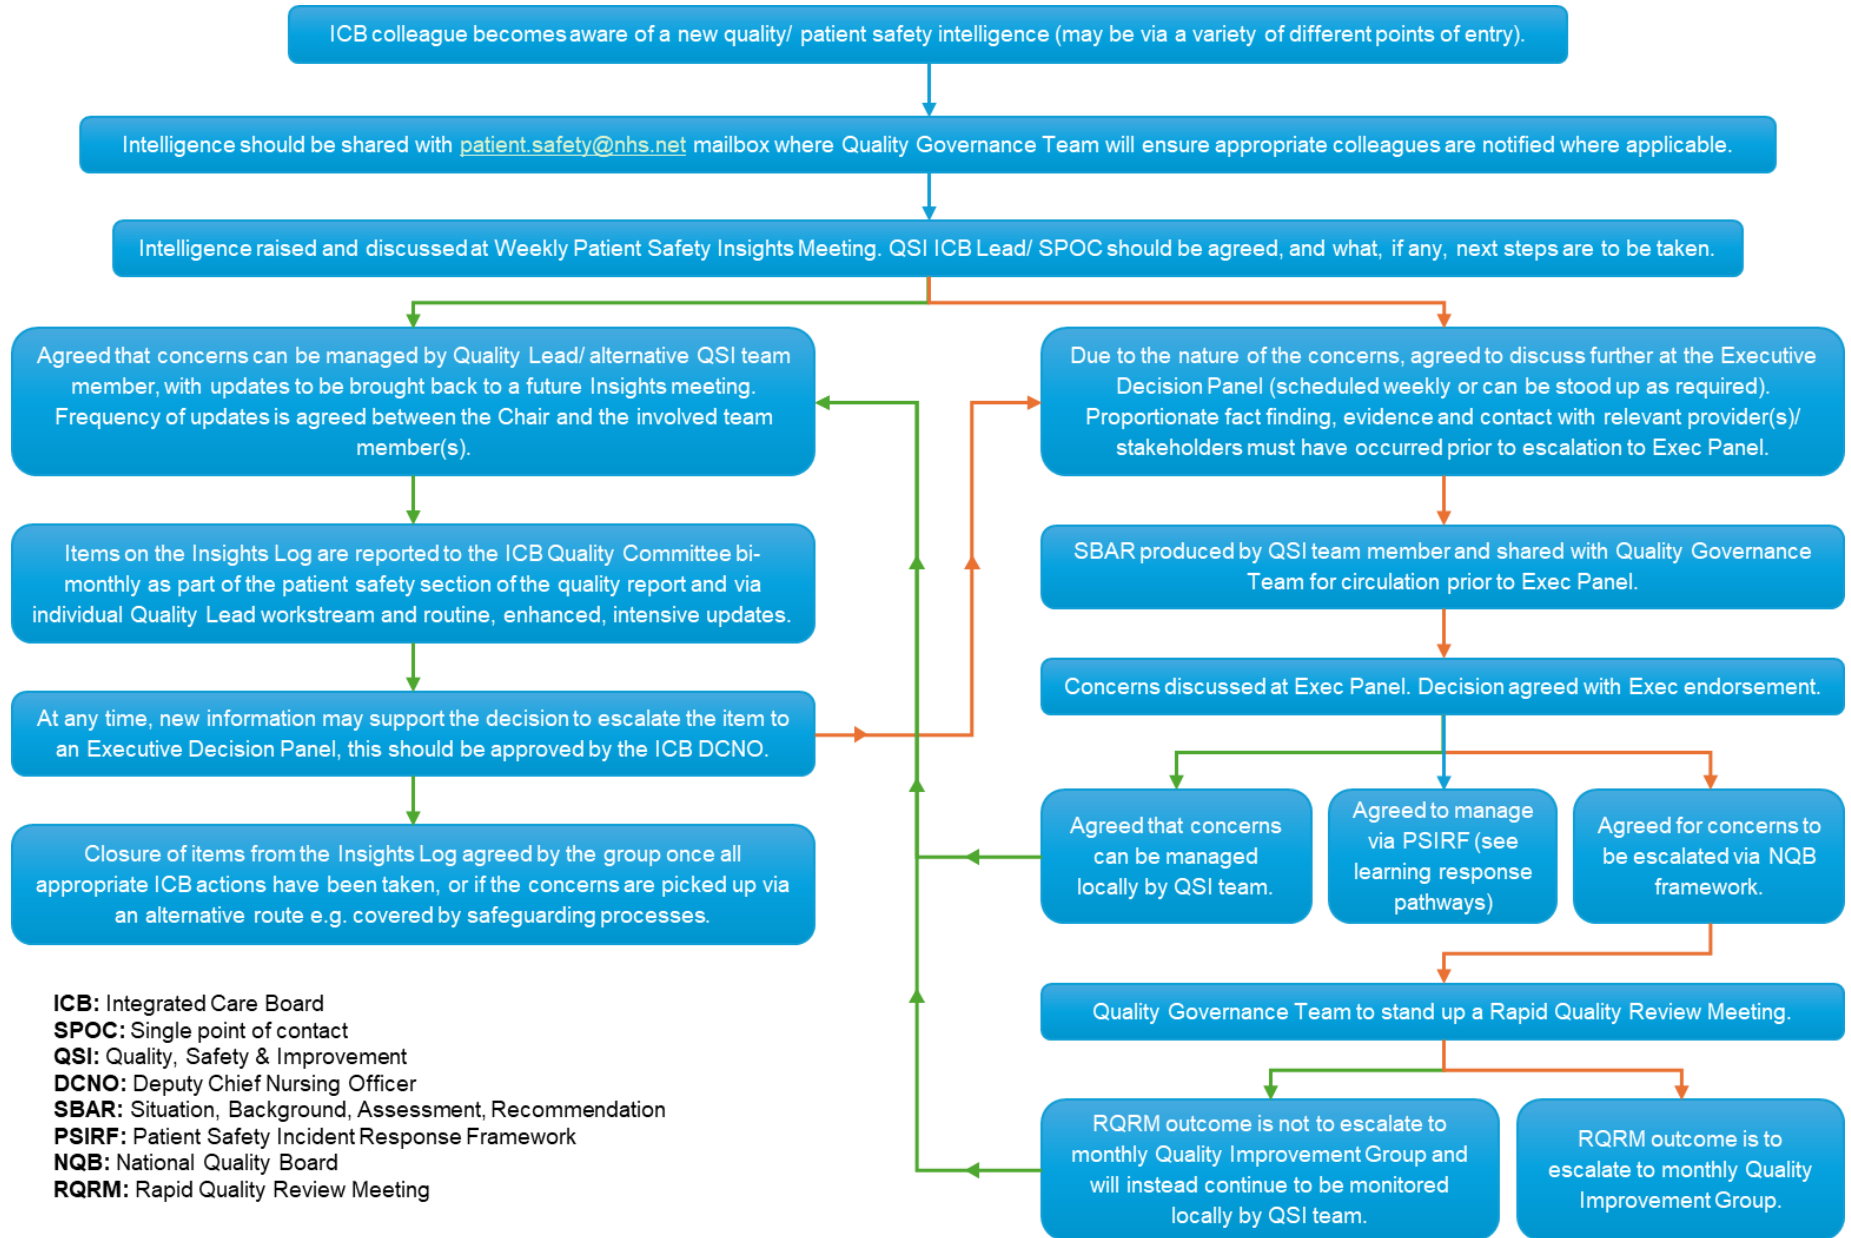 ICB colleague becomes aware of a new quality/ patient safety intelligence (may be via a variety of different points of entry).
Intelligence should be shared with patient.safety@nhs.net mailbox where Quality Governance Team will ensure appropriate colleagues are notified where applicable.
Intelligence raised and discussed at Weekly Patient Safety Insights Meeting. QSI ICB Lead/ SPOC should be agreed, and what, if any, next steps are to be taken.
Agreed that concerns can be managed by Quality Lead/ alternative QSI team
member, with updates to be brought back to a future Insights meeting.
Frequency of updates is agreed between the Chair and the involved team
member(s).
Items on the Insights Log are reported to the ICB Quality Committee bi-
monthly as part of the patient safety section of the quality report and via
individual Quality Lead workstream and routine, enhanced, intensive updates.
At any time, new information may support the decision to escalate the item to
an Executive Decision Panel, this should be approved by the ICB DCNO.
Closure of items from the Insights Log agreed by the group once all
appropriate ICB actions have been taken, or if the concerns are picked up via
an alternative route e.g. covered by safeguarding processes.
Due to the nature of the concerns, agreed to discuss further at the Executive
Decision Panel (scheduled weekly or can be stood up as required).
Proportionate fact finding, evidence and contact with relevant provider(s)/
stakeholders must have occurred prior to escalation to Exec Panel.
SBAR produced by QSI team member and shared with Quality Governance
Team for circulation prior to Exec Panel.
Concerns discussed at Exec Panel. Decision agreed with Exec endorsement.
Agreed that concerns
can be managed
locally by QSI team.
Agreed to manage
via PSIRF (see
learning response
pathways)
Agreed for concerns to
be escalated via NQB
framework.
Quality Governance Team to stand up a Rapid Quality Review Meeting.
RQRM outcome is not to escalate to
monthly Quality Improvement Group and
will instead continue to be monitored
locally by QSI team.
RQRM outcome is to
escalate to monthly Quality
Improvement Group.
ICB: Integrated Care Board
SPOC: Single point of contact
QSI: Quality, Safety & Improvement
DCNO: Deputy Chief Nursing Officer
SBAR: Situation, Background, Assessment, Recommendation
PSIRF: Patient Safety Incident Response Framework
NQB: National Quality Board
RQRM: Rapid Quality Review Meeting